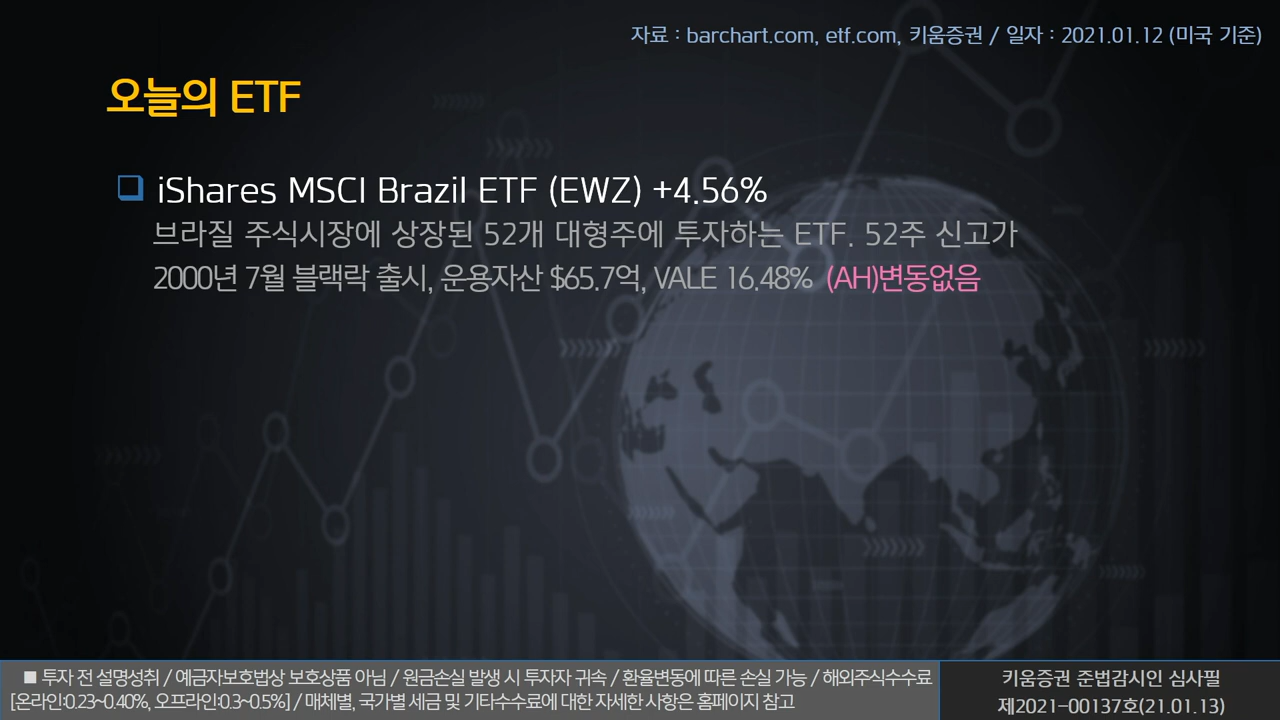 자료 : barchart.com, etf.com, 키움증권 / 일자 : 2021.01.12 (미국 기준)
오늘의 ETF
❑ iShares MSCI Brazil ETF (EWZ) +4.56%
브라질 주식시장에 상장된 52개 대형주에 투자하는 ETF. 52주 신고가
2000년 7월 블랙락 출시, 운용자산 $65.7억, VALE 16.48% (AH)변동없음
■ 투자 전 설명청취 / 예금자보호법상 보호상품 아님 / 원금손실 발생 시 투자자 귀속 / 환율변동에 따른 손실 가능 / 해외주식수수료
[온라인:0.23~0.40%, 오프라인:0.3~0.5%] / 매체별, 국가별 세금 및 기타수수료에 대한 자세한 사항은 홈페이지 참고
키움증권 준법감시인 심사필
제2021-00137호(21.01.13)